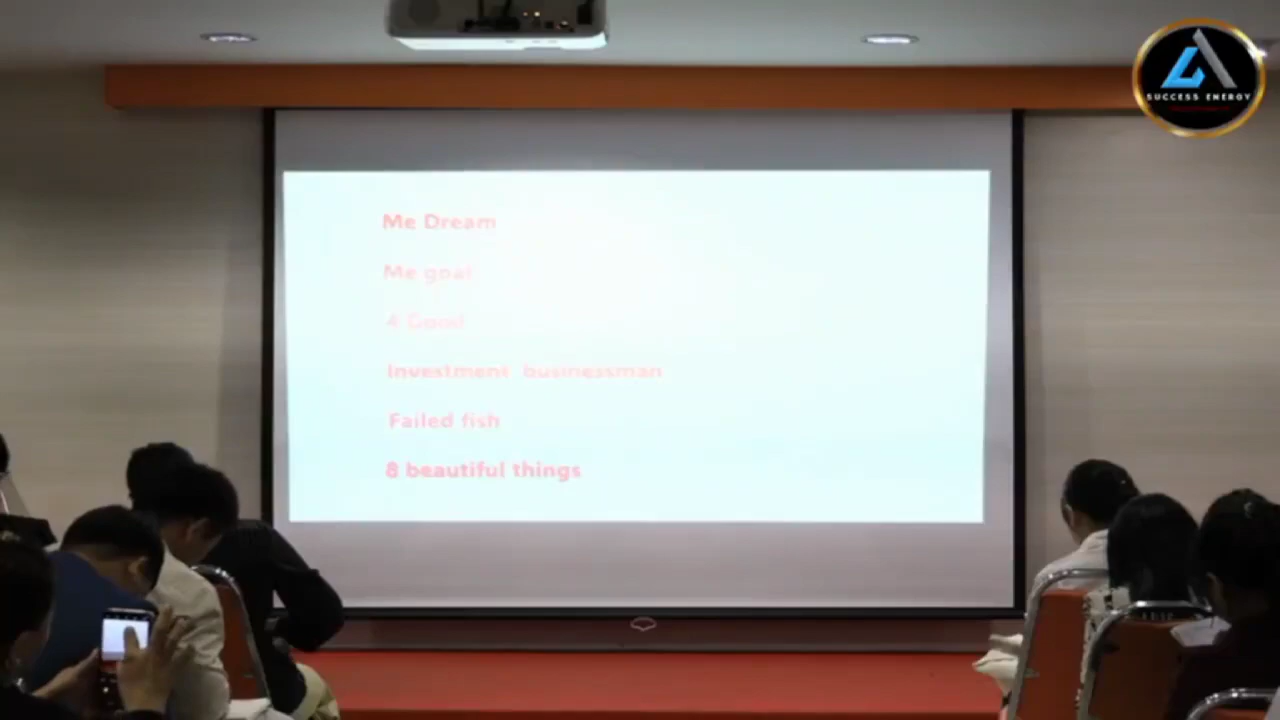 Me Dream
Me goal
4 Good
Investment businessman
Failed fish
8 beautiful things
SUCCESS ENERGY